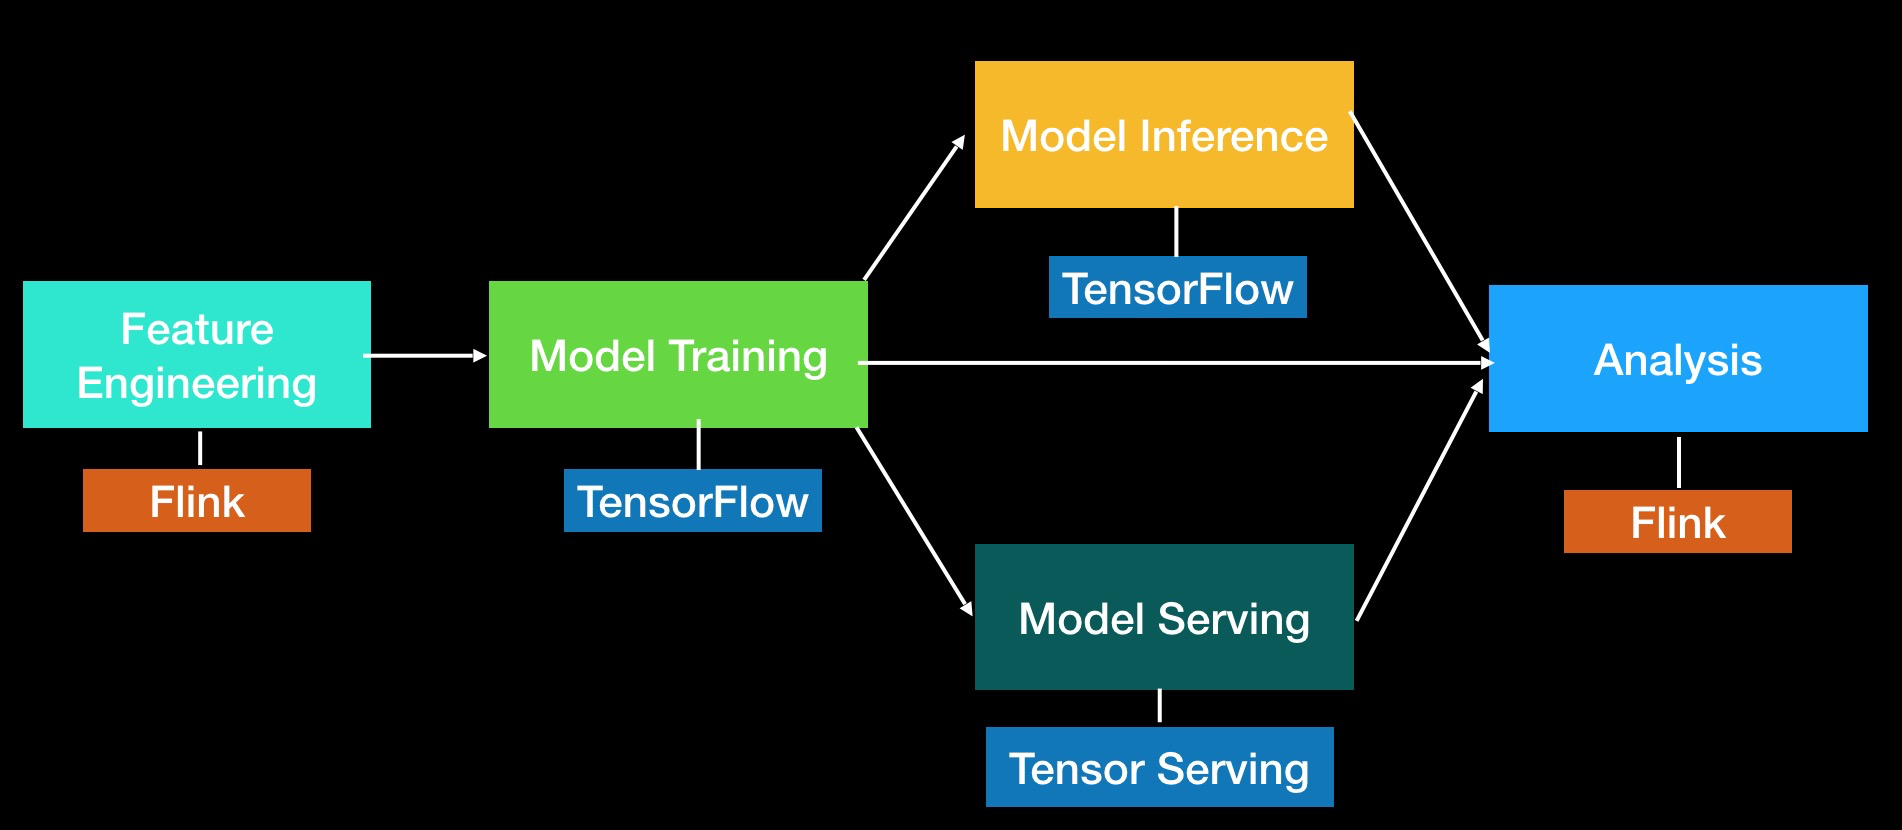 Feature
Engineering
Flink
Model Training
TensorFlow
Model Inference
TensorFlow
Model Serving
Tensor Serving
Analysis
Flink